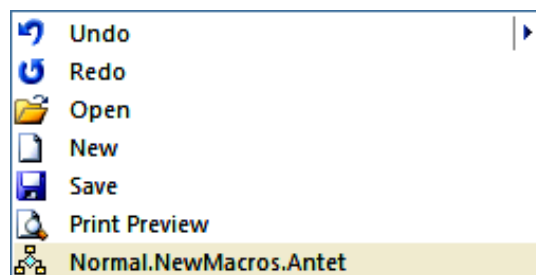 Undo
Redo
Open
New
Save
Print Preview
Normal.NewMacros.Antet